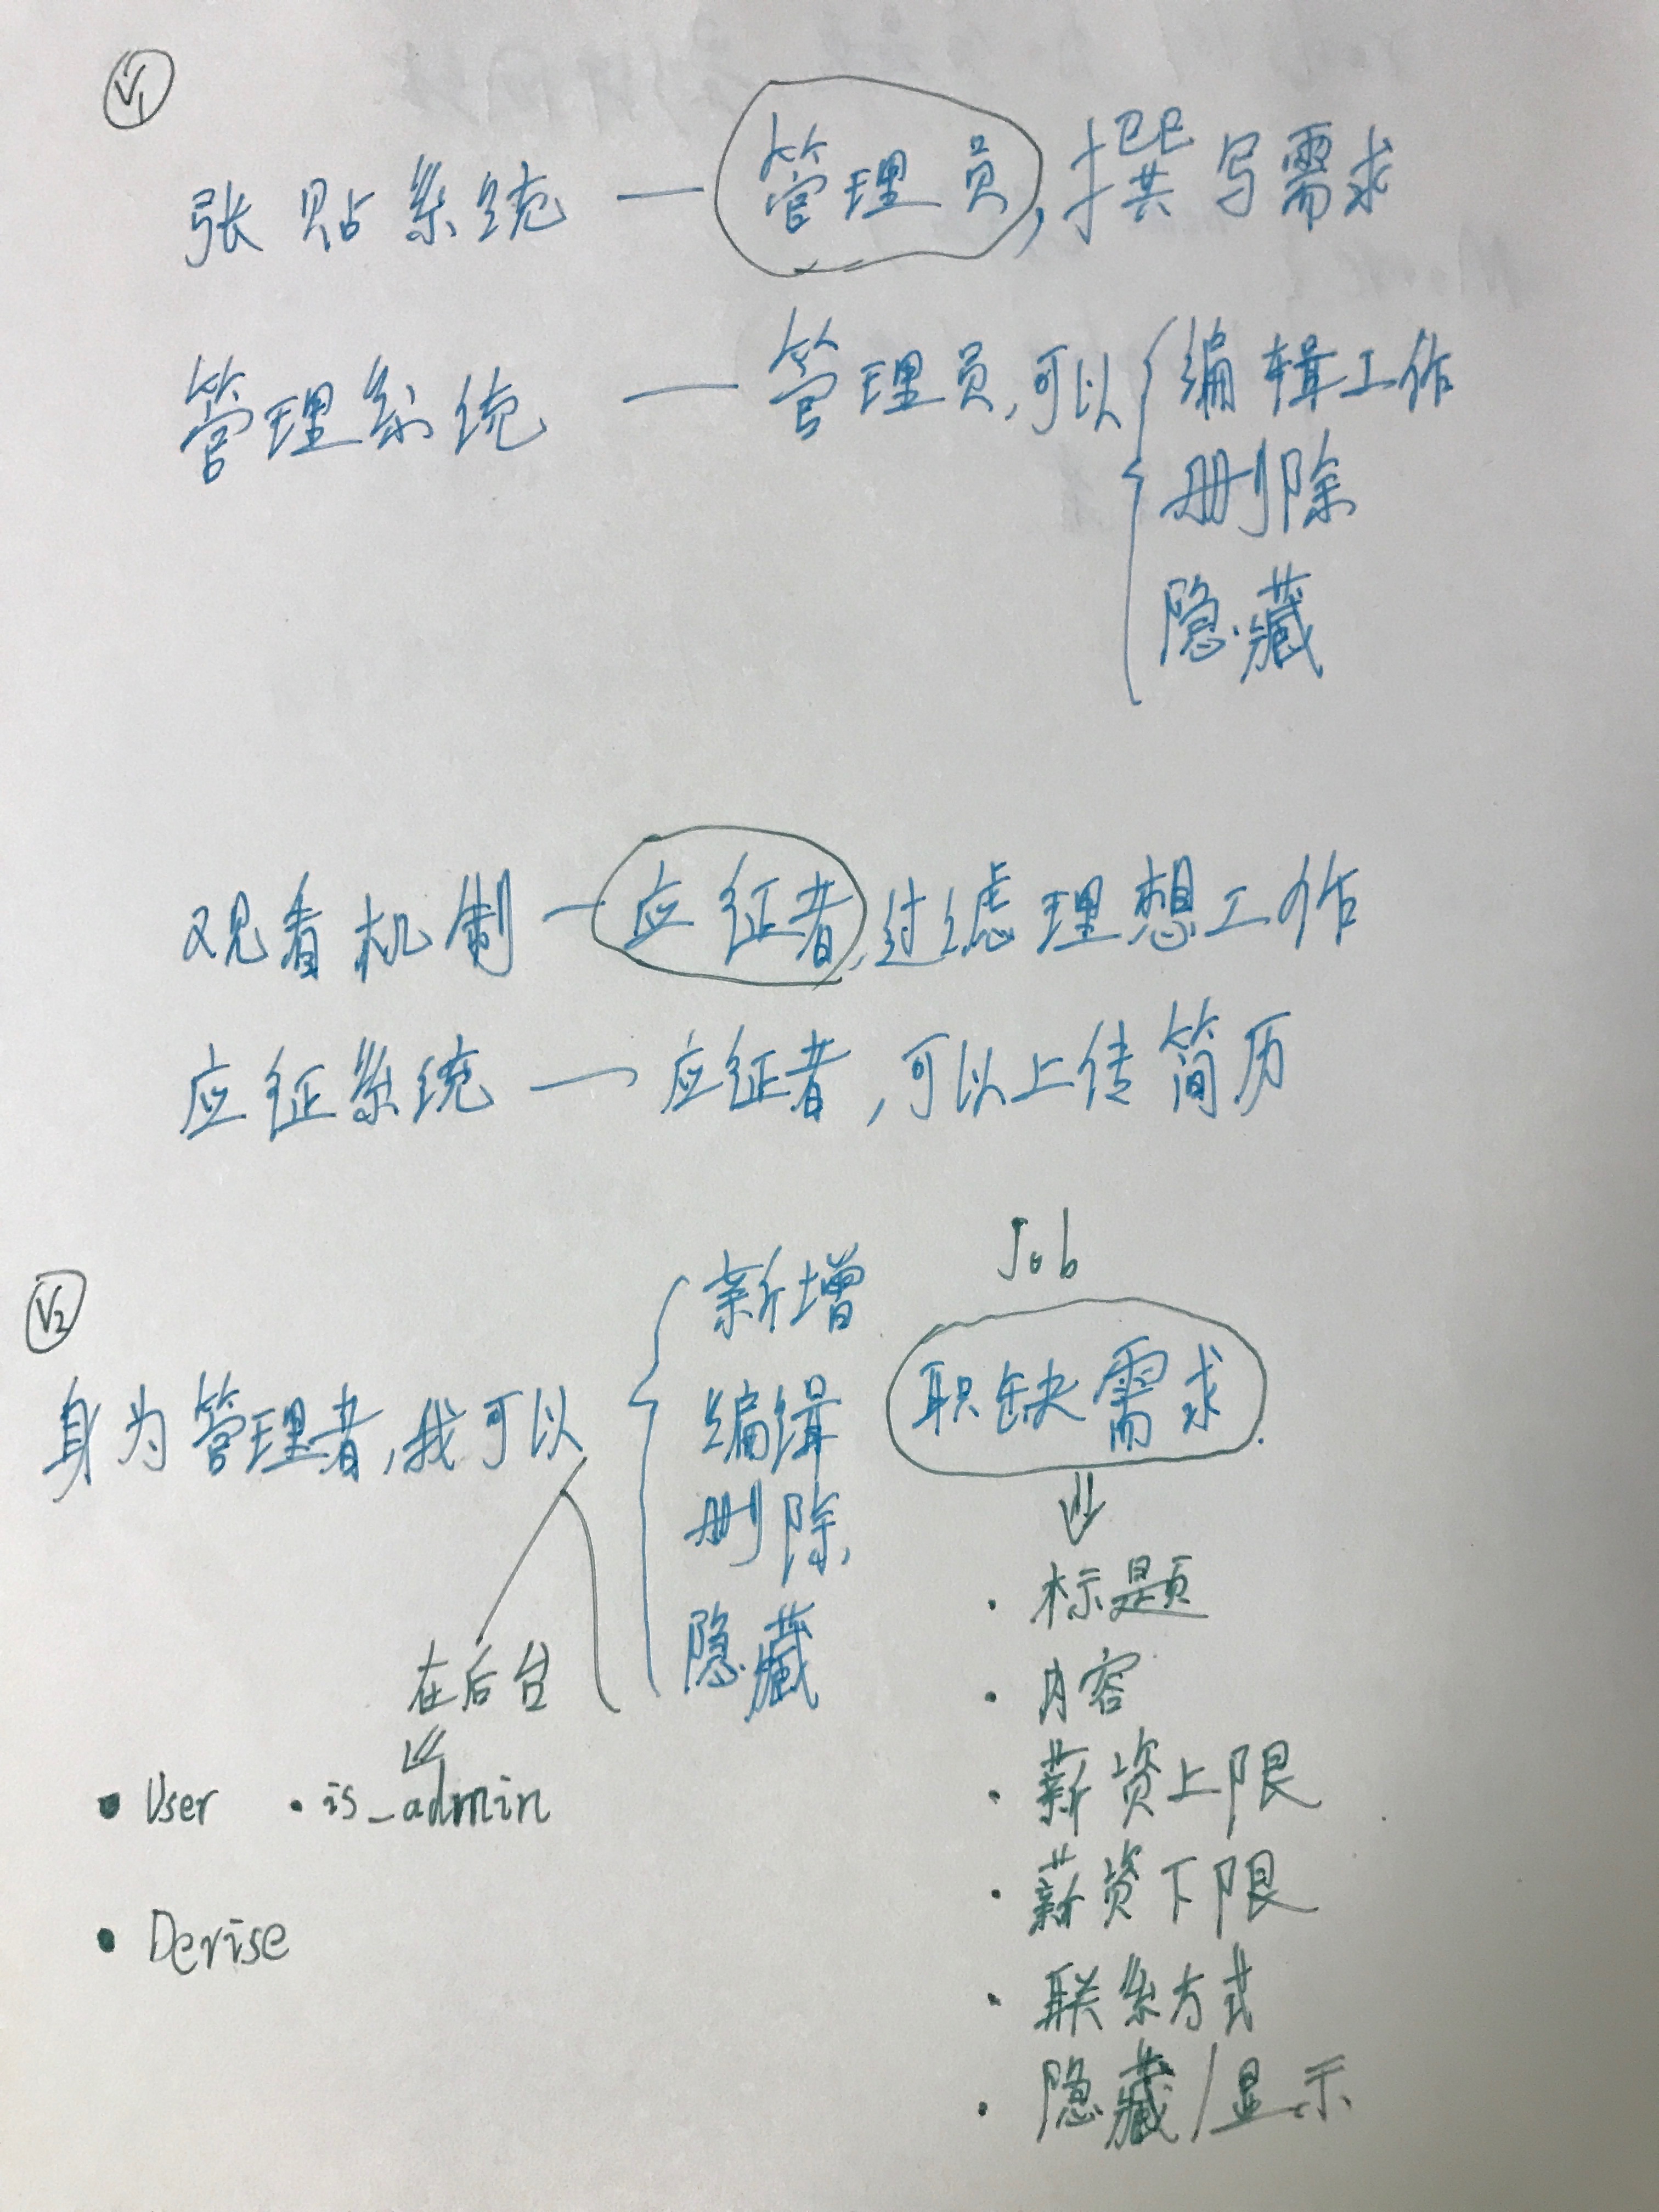 V1
张贴系统 — 管理员,撰写需求
管理系统 — 管理员,可以 { 编辑工作
删除
隐藏
观看机制 — 应征者,过滤理想工作
应征系统 — 应征者,可以上传简历
V2
身为管理者,我可以 {
新增
编辑
删除
隐藏
Job
职缺需求.
在后台
• User • is_admin
• Devise
• 标题
• 内容
• 薪资上限
• 薪资下限
• 联系方式
• 隐藏/显示